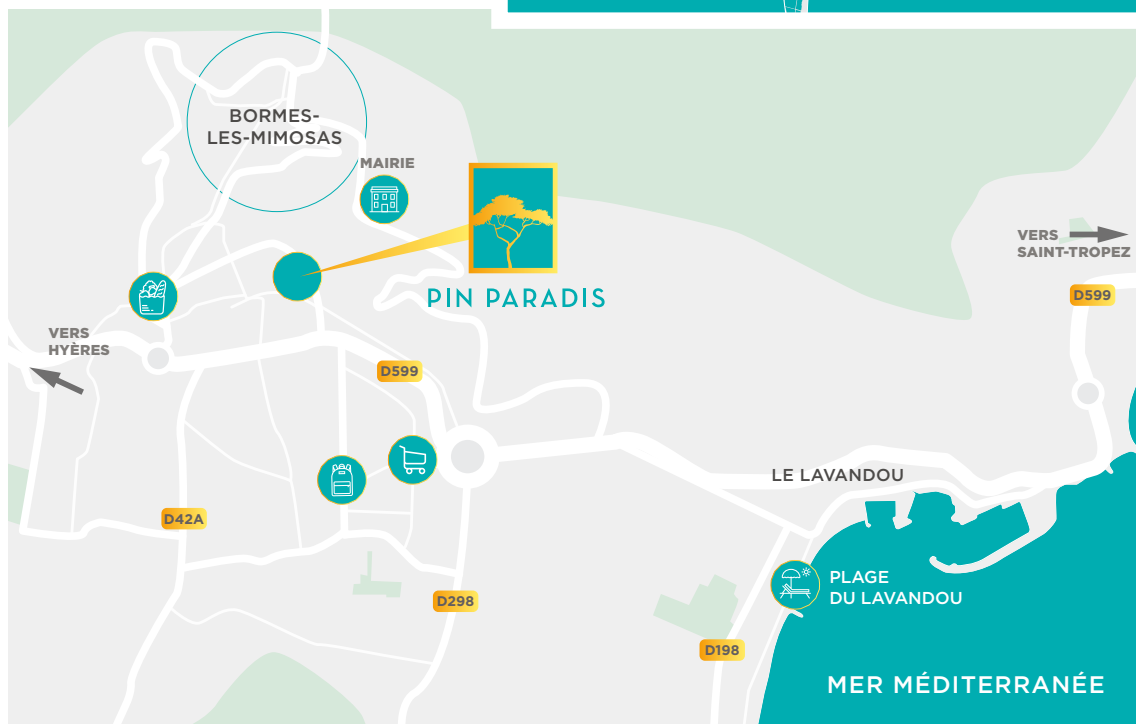 BORMES-
LES-MIMOSAS
MAIRIE
VERS
SAINT-TROPEZ
D599
PIN PARADIS
VERS
HYÈRES
D599
LE LAVANDOU
D42A
PLAGE
DU LAVANDOU
D298
D198
MER MÉDITERRANÉE